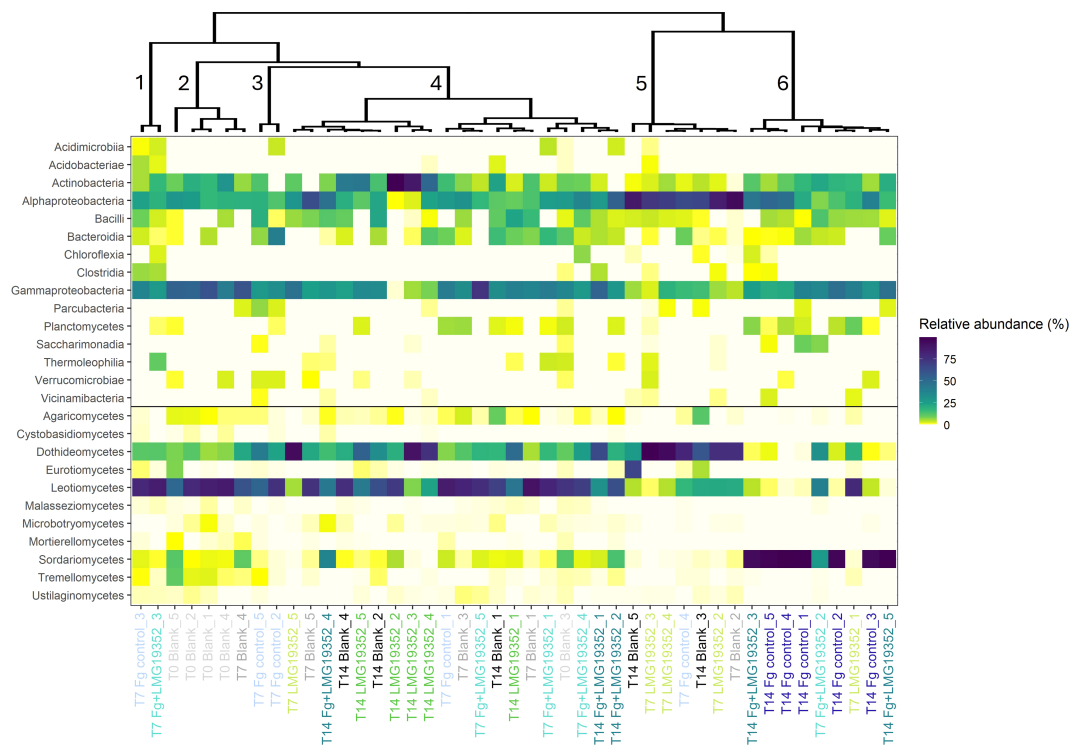 1
2
3
4
5
6
Acidimicrobiia
Acidobacteriae
Actinobacteria
Alphaproteobacteria
Bacilli
Bacteroidia
Chloroflexia
Clostridia
Gammaproteobacteria
Parcubacteria
Planctomycetes
Saccharimonadia
Thermoleophilia
Verrucomicrobiae
Vicinamibacteria
Agaricomycetes
Cystobasidiomycetes
Dothideomycetes
Eurotiomycetes
Leotiomycetes
Malasseziomycetes
Microbotryomycetes
Mortierellomycetes
Sordariomycetes
Tremellomycetes
Ustilaginomycetes
Relative abundance (%)
75
50
25
0
T7 Fg control_3
T7 Fg+LMG19352_3
T0 Blank_5
T0 Blank_2
T0 Blank_1
T0 Blank_4
T7 Blank_4
T7 Fg control_5
T7 Fg control_2
T7 LMG19352_5
T7 Blank_5
T14 Fg+LMG19352_4
T14 Blank_4
T14 LMG19352_5
T14 Blank_2
T14 LMG19352_2
T14 LMG19352_3
T14 LMG19352_4
T7 Fg control_1
T7 Blank_3
T7 Fg+LMG19352_5
T14 Blank_1
T14 LMG19352_1
T7 Blank_1
T7 Fg+LMG19352_1
T0 Blank_3
T7 Fg+LMG19352_4
T14 Fg+LMG19352_1
T14 Fg+LMG19352_2
T14 Blank_5
T7 LMG19352_3
T7 LMG19352_4
T7 Fg control_4
T14 Blank_3
T7 LMG19352_2
T7 Blank_2
T14 Fg+LMG19352_3
T14 Fg control_5
T14 Fg control_4
T14 Fg control_1
T7 Fg+LMG19352_2
T14 Fg control_2
T7 LMG19352_1
T14 Fg control_3
T14 Fg+LMG19352_5